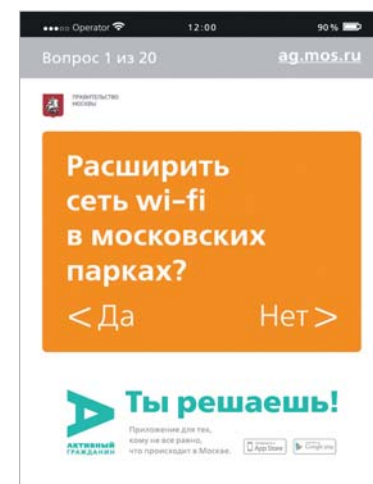 Operator 12:00 90 %
Вопрос 1 из 20 ag.mos.ru
ПРАВИТЕЛЬСТВО
МОСКВЫ
Расширить
сеть wi-fi
в московских
парках?
< Да Нет >
Ты решаешь!
Приложение для тех,
кому не все равно,
что происходит в Москве.
АКТИВНЫЙ
ГРАЖДАНИН
App Store Google play